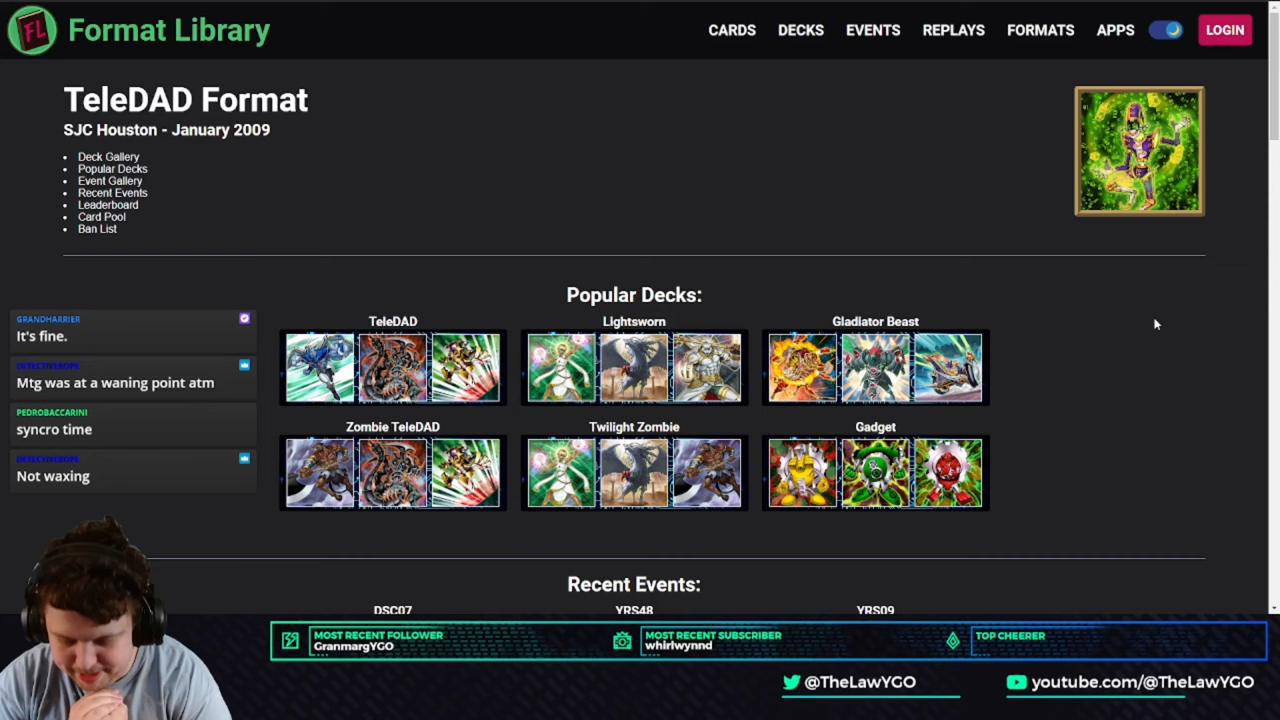 FL
Format Library
CARDS
DECKS
EVENTS
REPLAYS
FORMATS
APPS
LOGIN
TeleDAD Format
SJC Houston - January 2009
Deck Gallery
Popular Decks
Event Gallery
Recent Events
Leaderboard
Card Pool
Ban List
Popular Decks:
TeleDAD
Lightsworn
Gladiator Beast
Zombie TeleDAD
Twilight Zombie
Gadget
GRANDHARRIER
It's fine.
Mtg was at a waning point atm
PEDROBACCARINI
syncro time
Not waxing
Recent Events:
DSC07
YRS48
YRS09
MOST RECENT FOLLOWER
GranmargYGO
MOST RECENT SUBSCRIBER
whirlwynnd
TOP CHEERER
@TheLawYGO
youtube.com/@TheLawYGO